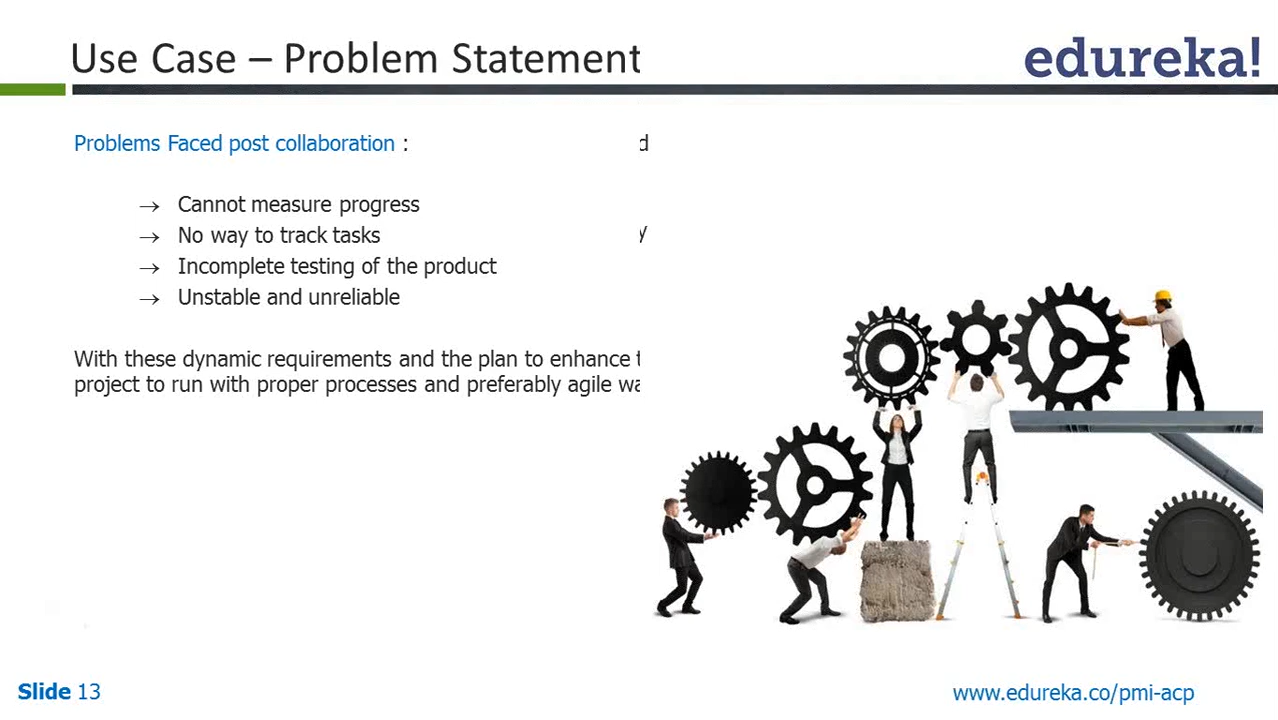 Use Case – Problem Statement
edureka!
Problems Faced post collaboration :
d
→ Cannot measure progress
→ No way to track tasks
y
→ Incomplete testing of the product
→ Unstable and unreliable
With these dynamic requirements and the plan to enhance
project to run with proper processes and preferably agile
Slide 13
www.edureka.co/pmi-acp